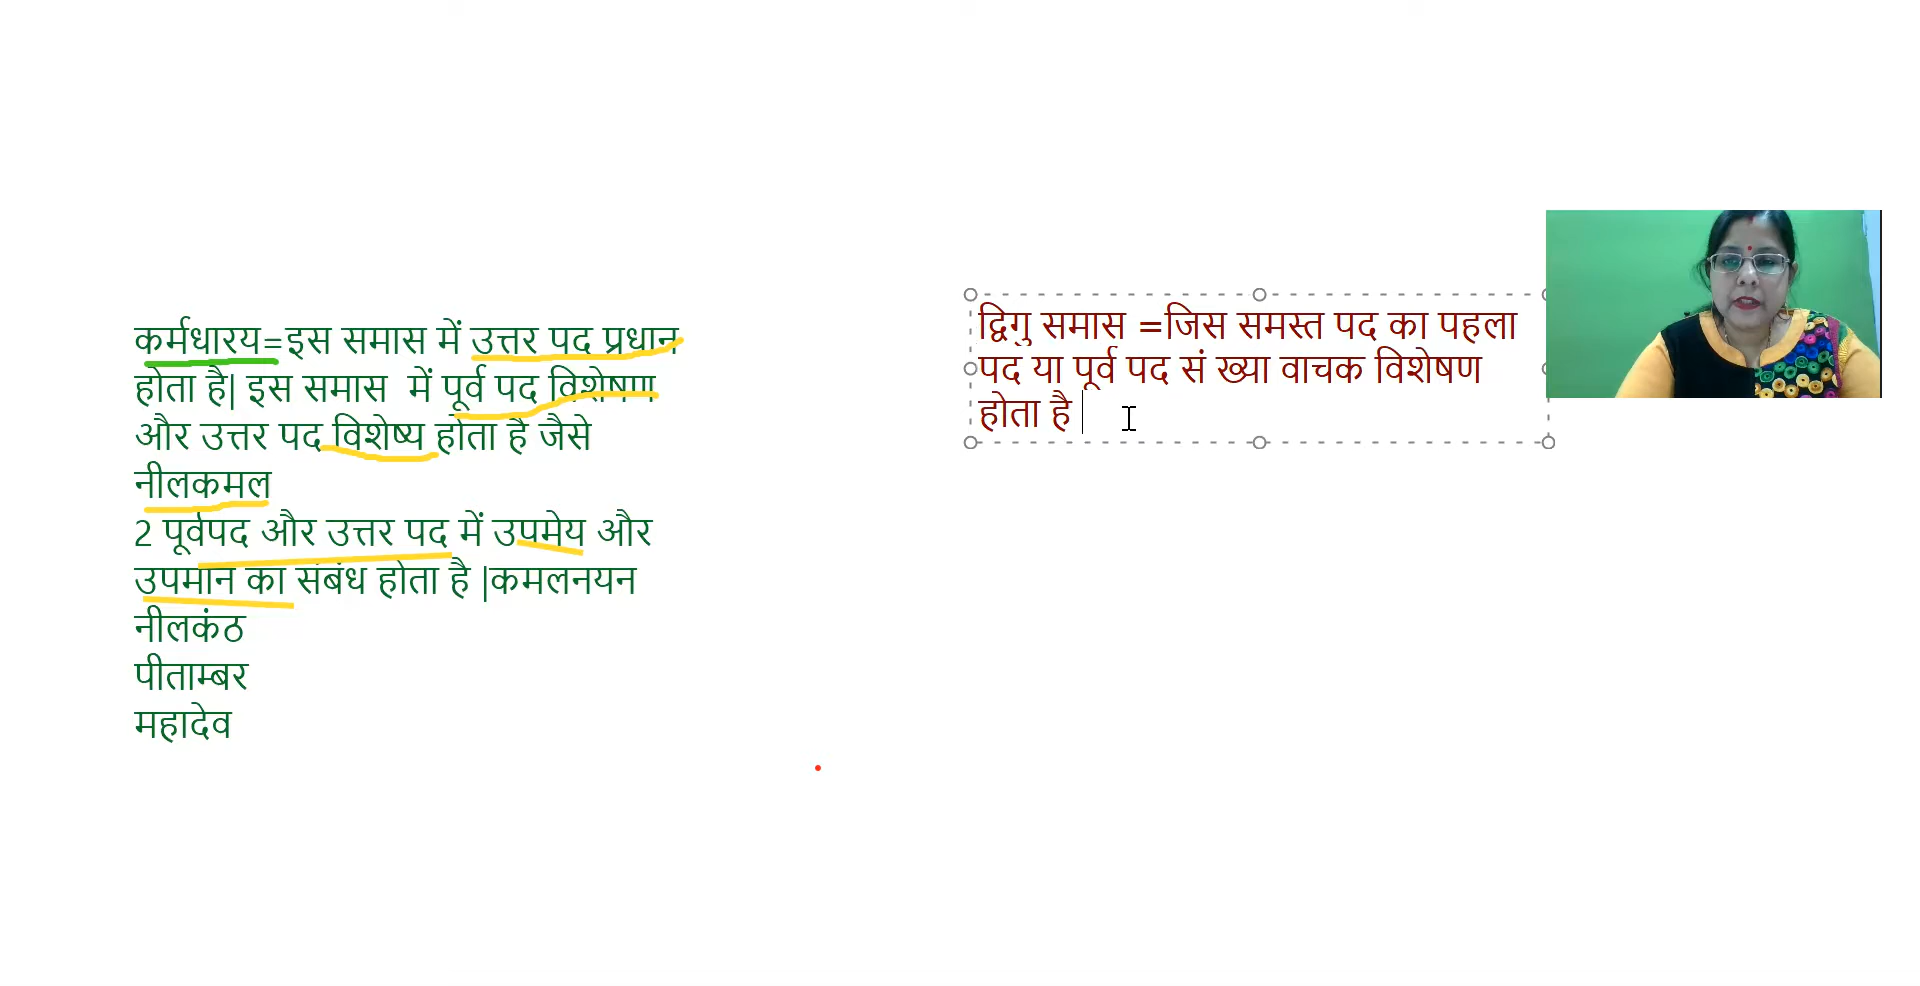 कर्मधारय=इस समास में उत्तर पद प्रधान
होता है| इस समास में पूर्व पद विशेषण
और उत्तर पद विशेष्य होता है जैसे
नीलकमल
2 पूर्वपद और उत्तर पद में उपमेय और
उपमान का संबंध होता है |कमलनयन
नीलकंठ
पीताम्बर
महादेव
द्विगु समास =जिस समस्त पद का पहला
पद या पूर्व पद सं ख्या वाचक विशेषण
होता है